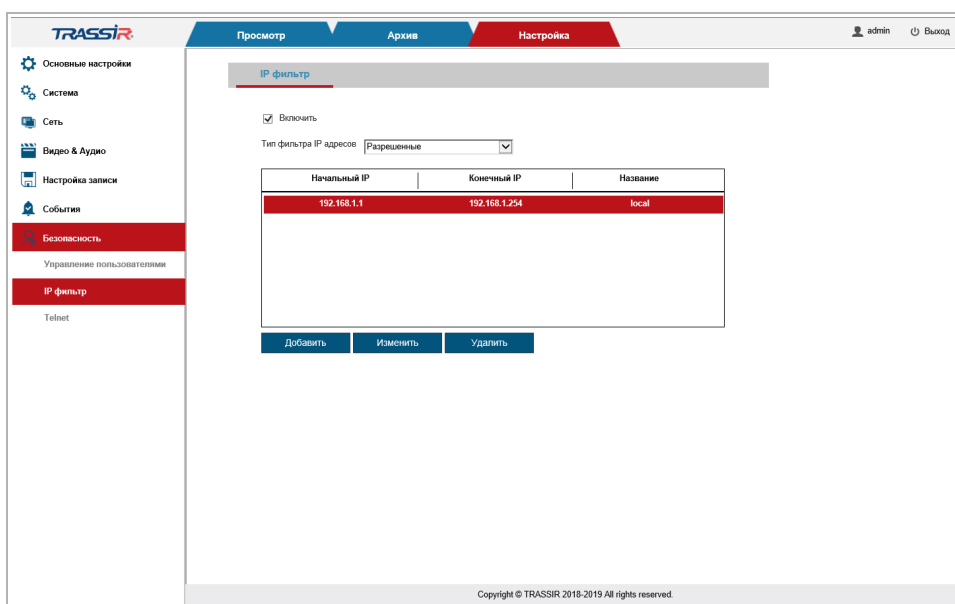 TRASSIR
Просмотр
Архив
Настройка
admin
Выход
Основные настройки
Система
Сеть
Видео & Аудио
Настройка записи
События
Безопасность
Управление пользователями
IP фильтр
Telnet
IP фильтр
Включить
Тип фильтра IP адресов Разрешенные
Начальный IP Конечный IP Название
192.168.1.1 192.168.1.254 local
Добавить Изменить Удалить
Copyright © TRASSIR 2018-2019 All rights reserved.